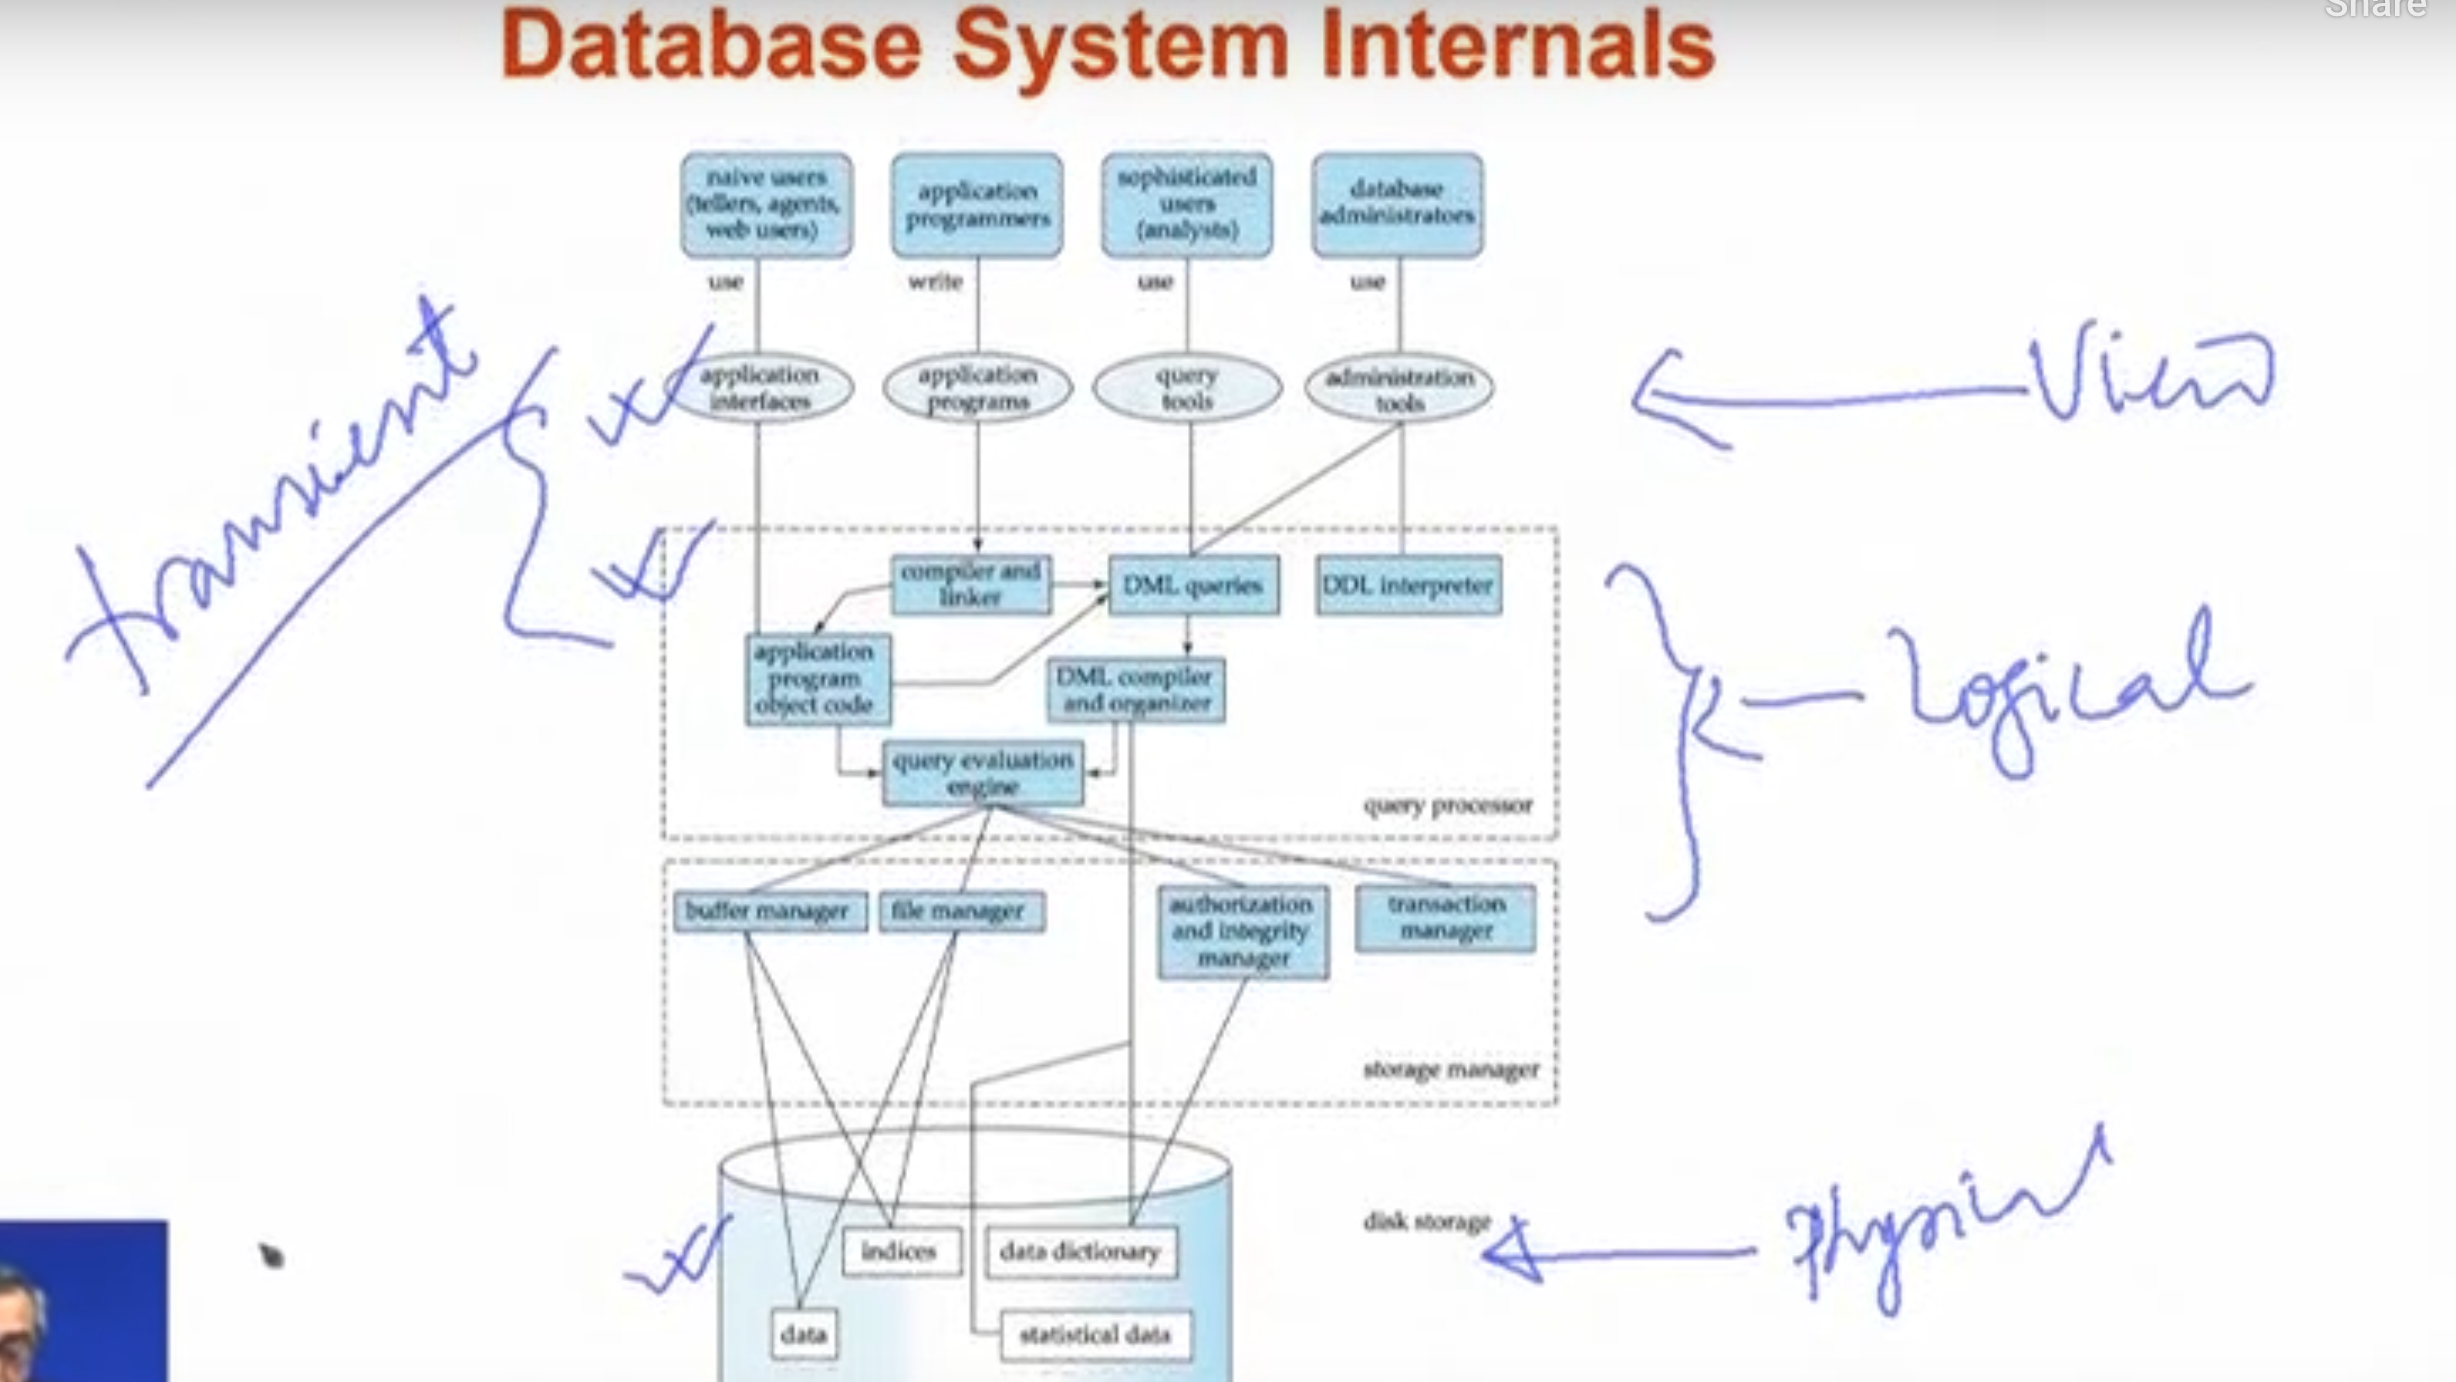 Share
Database System Internals
naive users
(tellers, agents,
web users)
application
programmers
sophisticated
users
(analysts)
database
administrators
use
write
use
use
application
interfaces
application
programs
query
tools
administration
tools
View
transient
compiler and
linker
DML queries
DDL interpreter
application
program
object code
DML compiler
and organizer
Logical
query evaluation
engine
query processor
buffer manager
file manager
authorization
and integrity
manager
transaction
manager
storage manager
disk storage
Physical
indices
data dictionary
data
statistical data